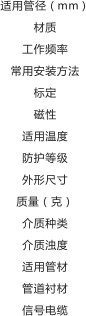 适用管径（mm）
材质
工作频率
常用安装方法
标定
磁性
适用温度
防护等级
外形尺寸
质量（克）
介质种类
介质浊度
适用管材
管道衬材
信号电缆